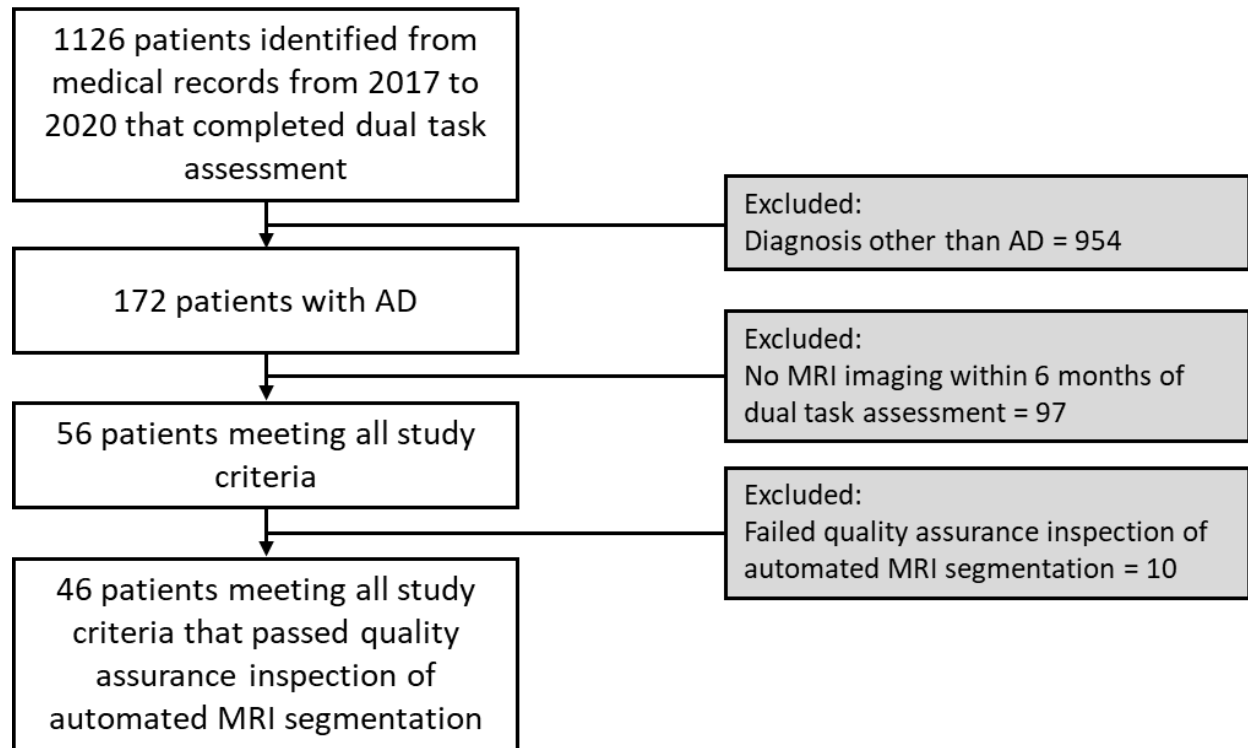 1126 patients identified from
medical records from 2017 to
2020 that completed dual task
assessment
Excluded:
Diagnosis other than AD = 954
172 patients with AD
Excluded:
No MRI imaging within 6 months of
dual task assessment = 97
56 patients meeting all study
criteria
Excluded:
Failed quality assurance inspection of
automated MRI segmentation = 10
46 patients meeting all study
criteria that passed quality
assurance inspection of
automated MRI segmentation